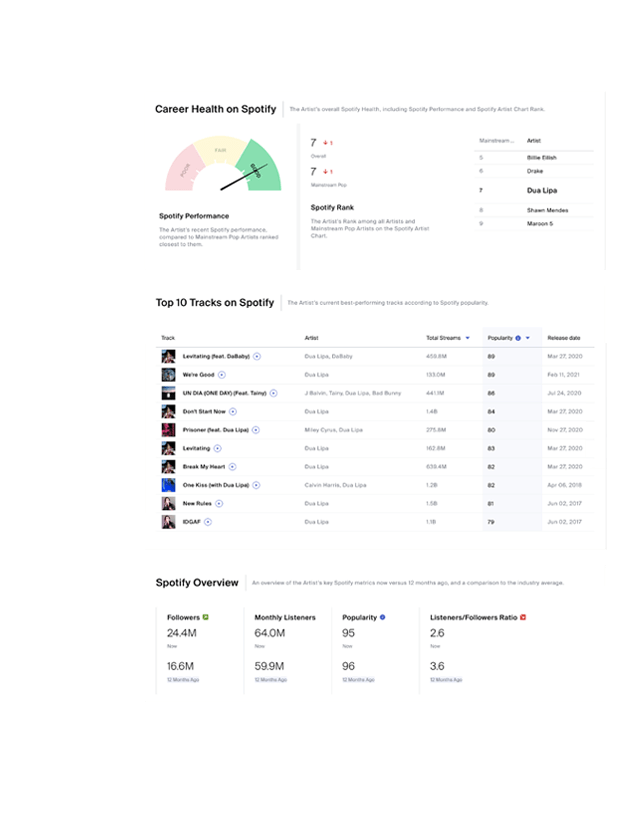 Career Health on Spotify
The Artist's overall Spotify Health, including Spotify Performance and Spotify Artist Chart Rank.
POOR
FAIR
GOOD
Spotify Performance
The Artist's recent Spotify performance,
compared to Mainstream Pop Artists ranked
closest to them.
7 ↓ 1
Overall
7 ↓ 1
Mainstream Pop
Spotify Rank
The Artist's Rank among all Artists and
Mainstream Pop Artists on the Spotify Artist
Chart.
Mainstream... Artist
5 Billie Eilish
6 Drake
7 Dua Lipa
8 Shawn Mendes
9 Maroon 5
Top 10 Tracks on Spotify
The Artist's current best-performing tracks according to Spotify popularity.
Track Artist Total Streams Popularity Release date
Levitating (feat. DaBaby) Dua Lipa, DaBaby 459.8M 89 Mar 27, 2020
We're Good Dua Lipa 133.0M 89 Feb 11, 2021
UN DIA (ONE DAY) (Feat. Tainy) J Balvin, Tainy, Dua Lipa, Bad Bunny 441.1M 86 Jul 24, 2020
Don't Start Now Dua Lipa 1.4B 84 Mar 27, 2020
Prisoner (feat. Dua Lipa) Miley Cyrus, Dua Lipa 275.8M 80 Nov 27, 2020
Levitating Dua Lipa 162.8M 83 Mar 27, 2020
Break My Heart Dua Lipa 639.4M 82 Mar 27, 2020
One Kiss (with Dua Lipa) Calvin Harris, Dua Lipa 1.2B 82 Apr 06, 2018
New Rules Dua Lipa 1.5B 81 Jun 02, 2017
IDGAF Dua Lipa 1.1B 79 Jun 02, 2017
Spotify Overview
An overview of the Artist's key Spotify metrics now versus 12 months ago, and a comparison to the industry average.
Followers Monthly Listeners Popularity Listeners/Followers Ratio
24.4M 64.0M 95 2.6
Now Now Now Now
16.6M 59.9M 96 3.6
12 Months Ago 12 Months Ago 12 Months Ago 12 Months Ago